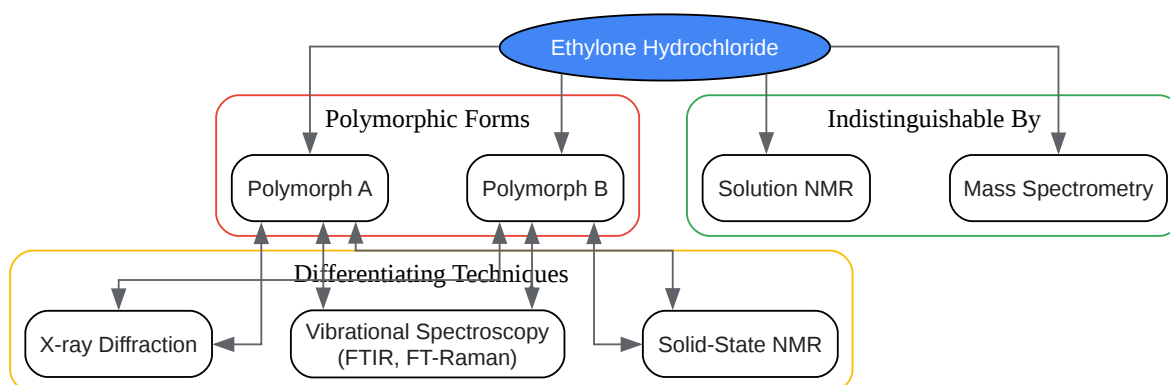 Ethylone Hydrochloride
Polymorphic Forms
Indistinguishable By
Polymorph A
Polymorph B
Solution NMR
Mass Spectrometry
Differentiating Techniques
X-ray Diffraction
Vibrational Spectroscopy
(FTIR, FT-Raman)
Solid-State NMR